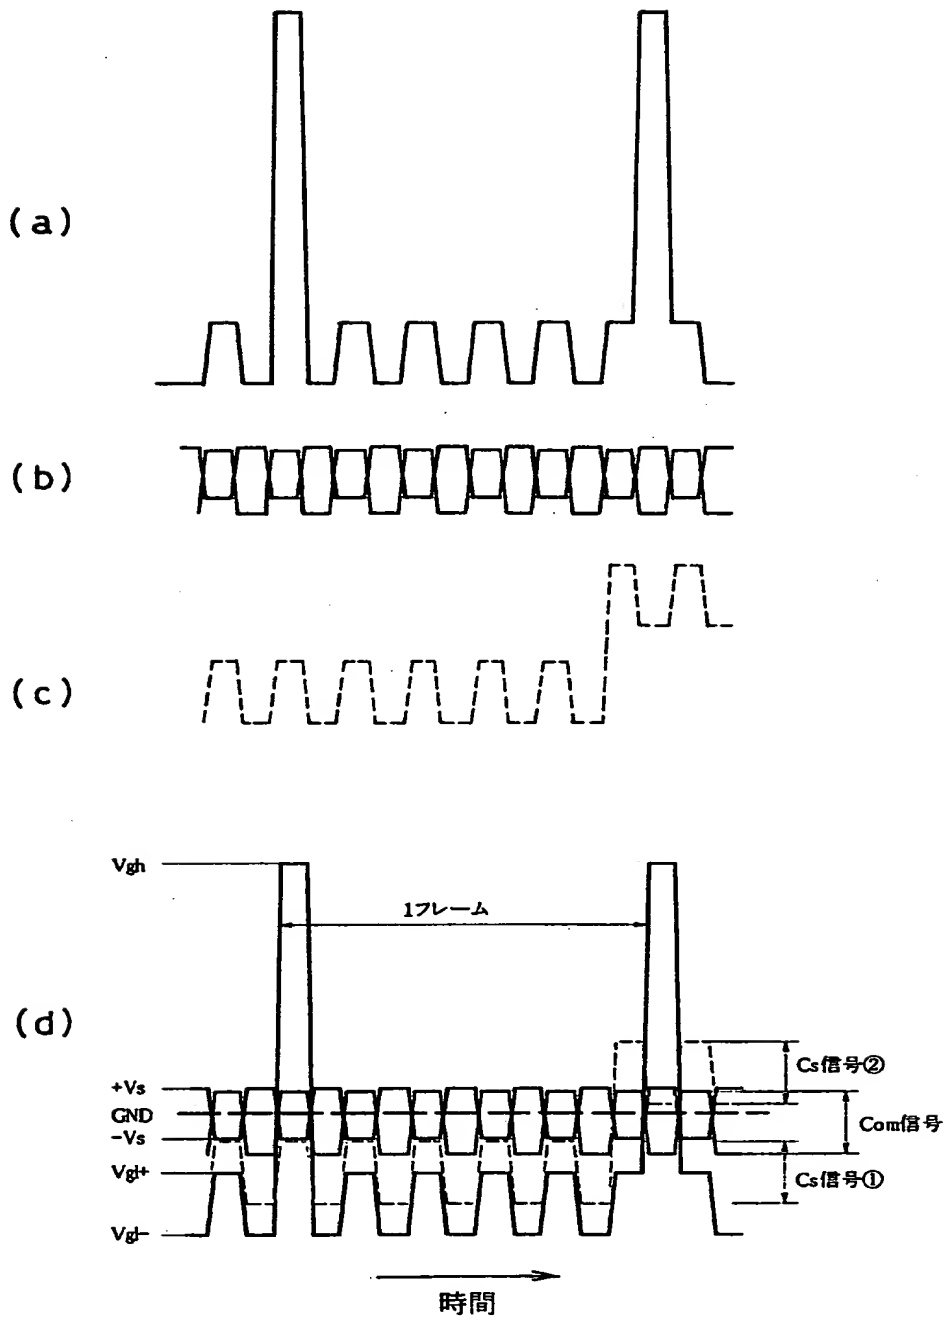 (a)
(b)
(c)
(d)
Vgh
1フレーム
Cs信号②
+Vs
GND
Com信号
-Vs
Vgl+
Cs信号①
Vgl-
時間